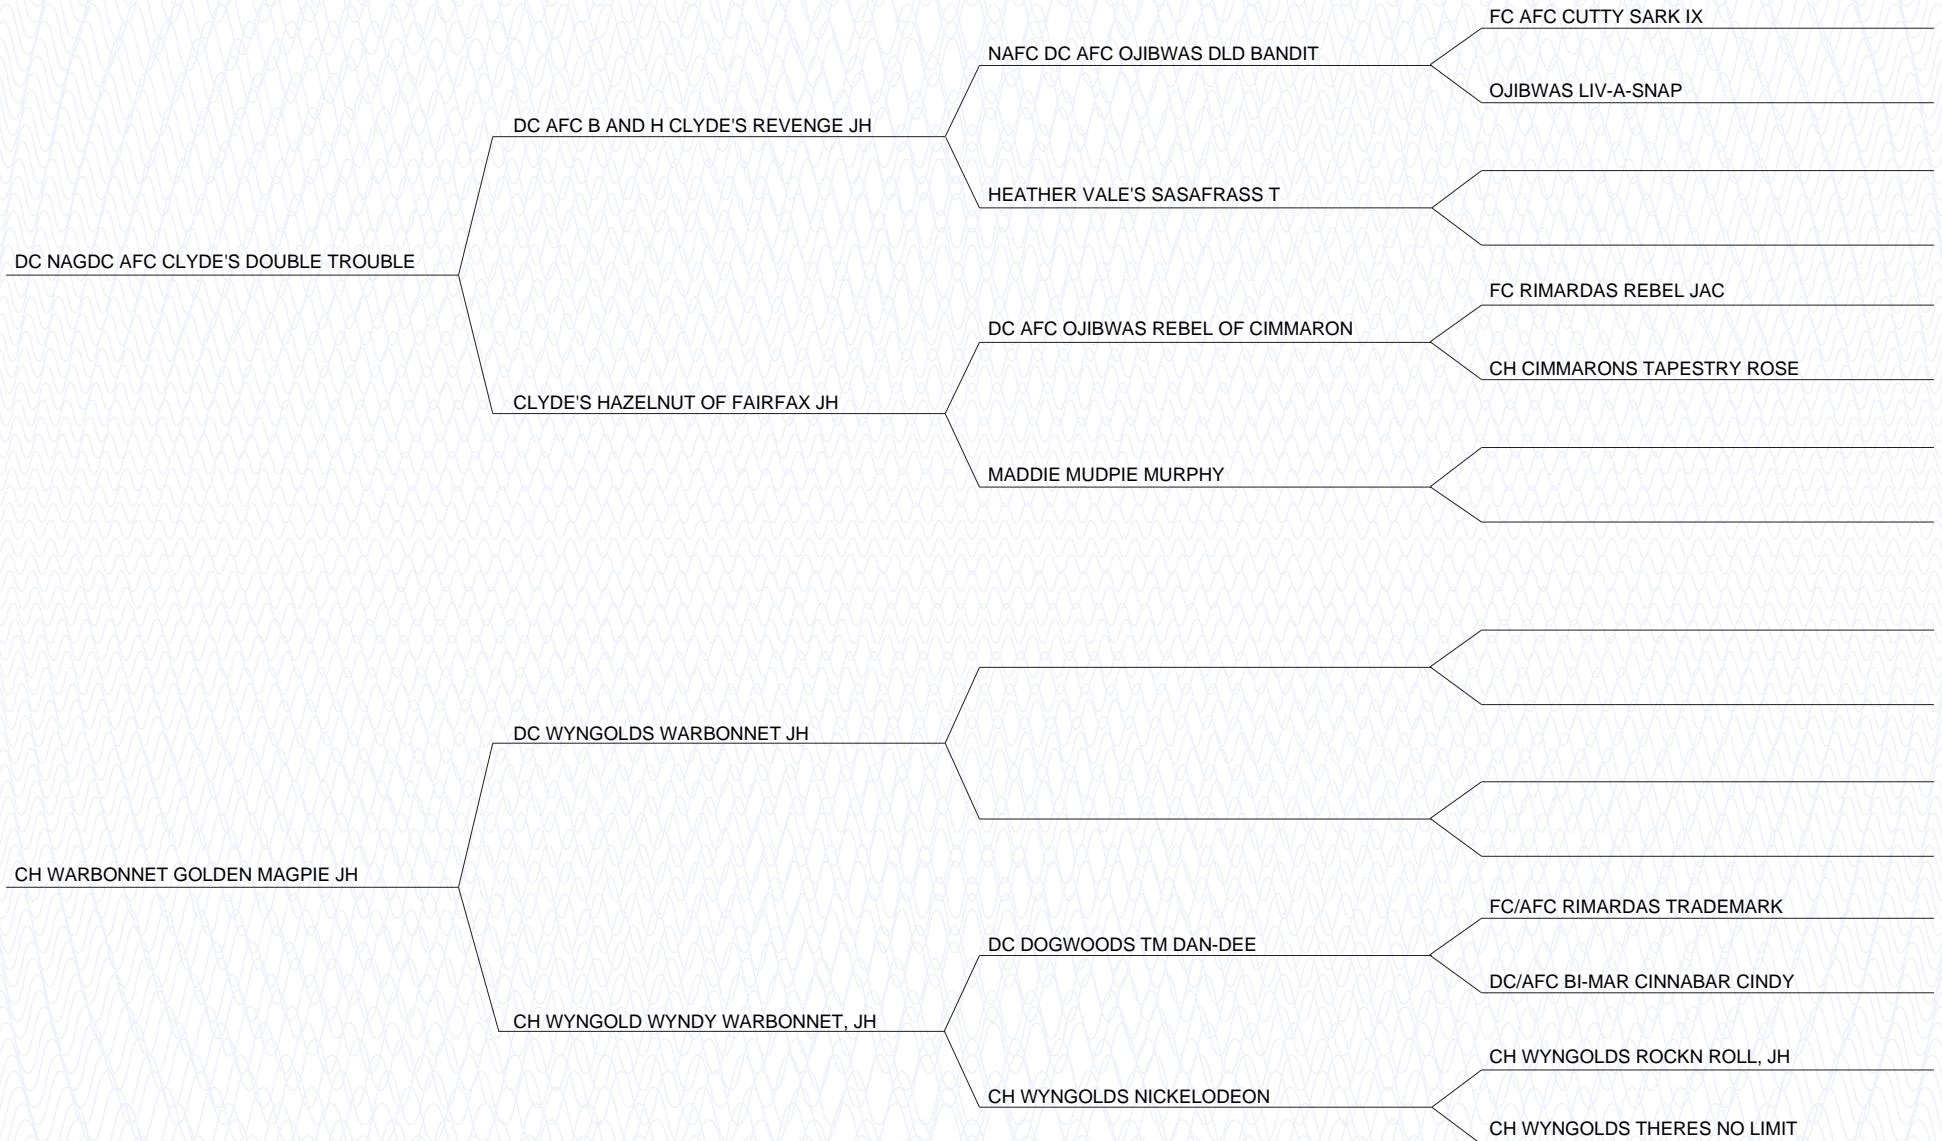 FC AFC CUTTY SARK IX
NAFC DC AFC OJIBWAS DLD BANDIT
OJIBWAS LIV-A-SNAP
DC AFC B AND H CLYDE'S REVENGE JH
HEATHER VALE'S SASAFRASS T
DC NAGDC AFC CLYDE'S DOUBLE TROUBLE
FC RIMARDAS REBEL JAC
DC AFC OJIBWAS REBEL OF CIMMARON
CH CIMMARONS TAPESTRY ROSE
CLYDE'S HAZELNUT OF FAIRFAX JH
MADDIE MUDPIE MURPHY
DC WYNGOLDS WARBONNET JH
CH WARBONNET GOLDEN MAGPIE JH
FC/AFC RIMARDAS TRADEMARK
DC DOGWOODS TM DAN-DEE
DC/AFC BI-MAR CINNABAR CINDY
CH WYNGOLD WYNDY WARBONNET, JH
CH WYNGOLDS ROCKN ROLL, JH
CH WYNGOLDS NICKELODEON
CH WYNGOLDS THERES NO LIMIT